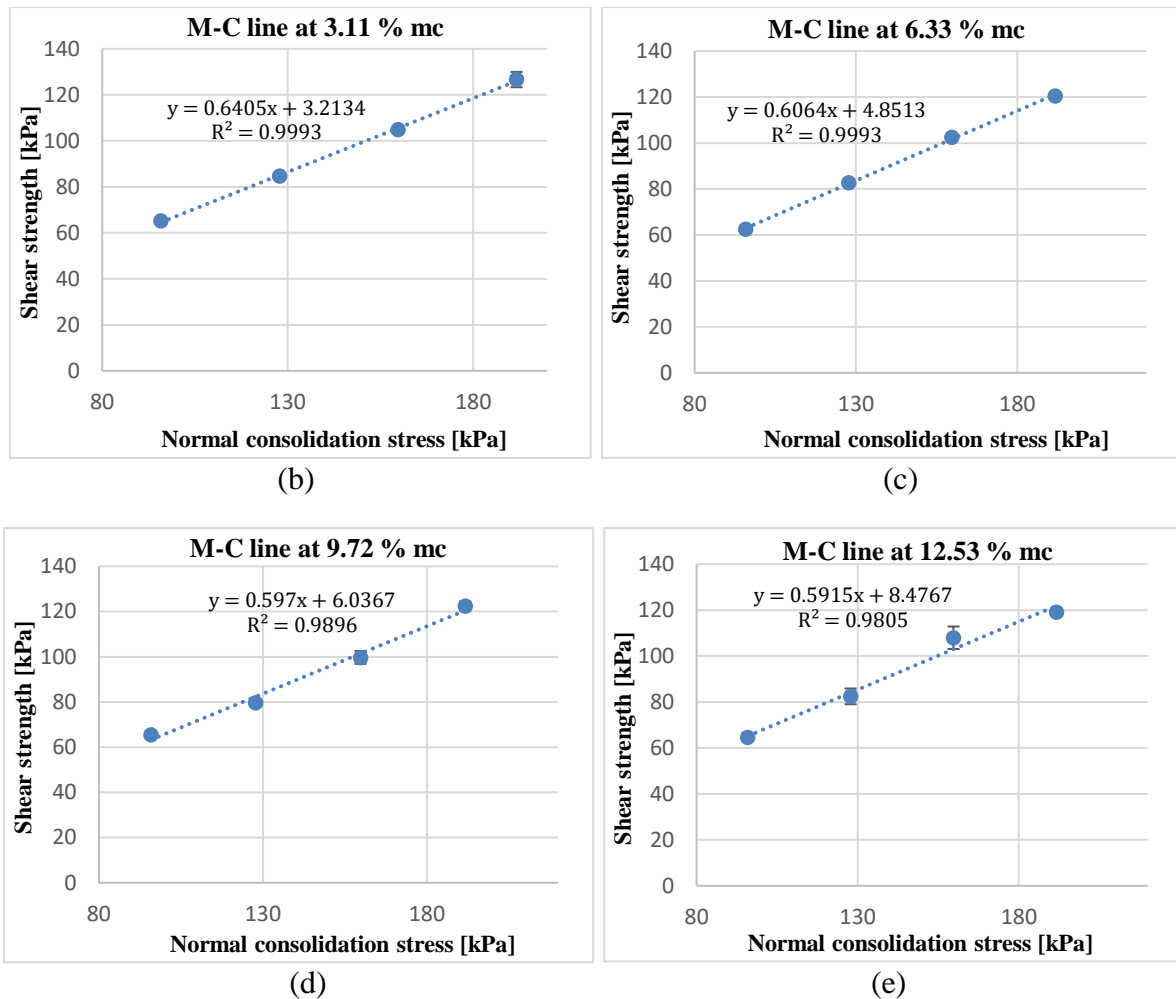 M-C line at 3.11 % mc
y = 0.6405x + 3.2134
R² = 0.9993
Shear strength [kPa]
140
120
100
80
60
40
20
0
80 130 180
Normal consolidation stress [kPa]
(b)
M-C line at 6.33 % mc
y = 0.6064x + 4.8513
R² = 0.9993
Shear strength [kPa]
140
120
100
80
60
40
20
0
80 130 180
Normal consolidation stress [kPa]
(c)
M-C line at 9.72 % mc
y = 0.597x + 6.0367
R² = 0.9896
Shear strength [kPa]
140
120
100
80
60
40
20
0
80 130 180
Normal consolidation stress [kPa]
(d)
M-C line at 12.53 % mc
y = 0.5915x + 8.4767
R² = 0.9805
Shear strength [kPa]
140
120
100
80
60
40
20
0
80 130 180
Normal consolidation stress [kPa]
(e)